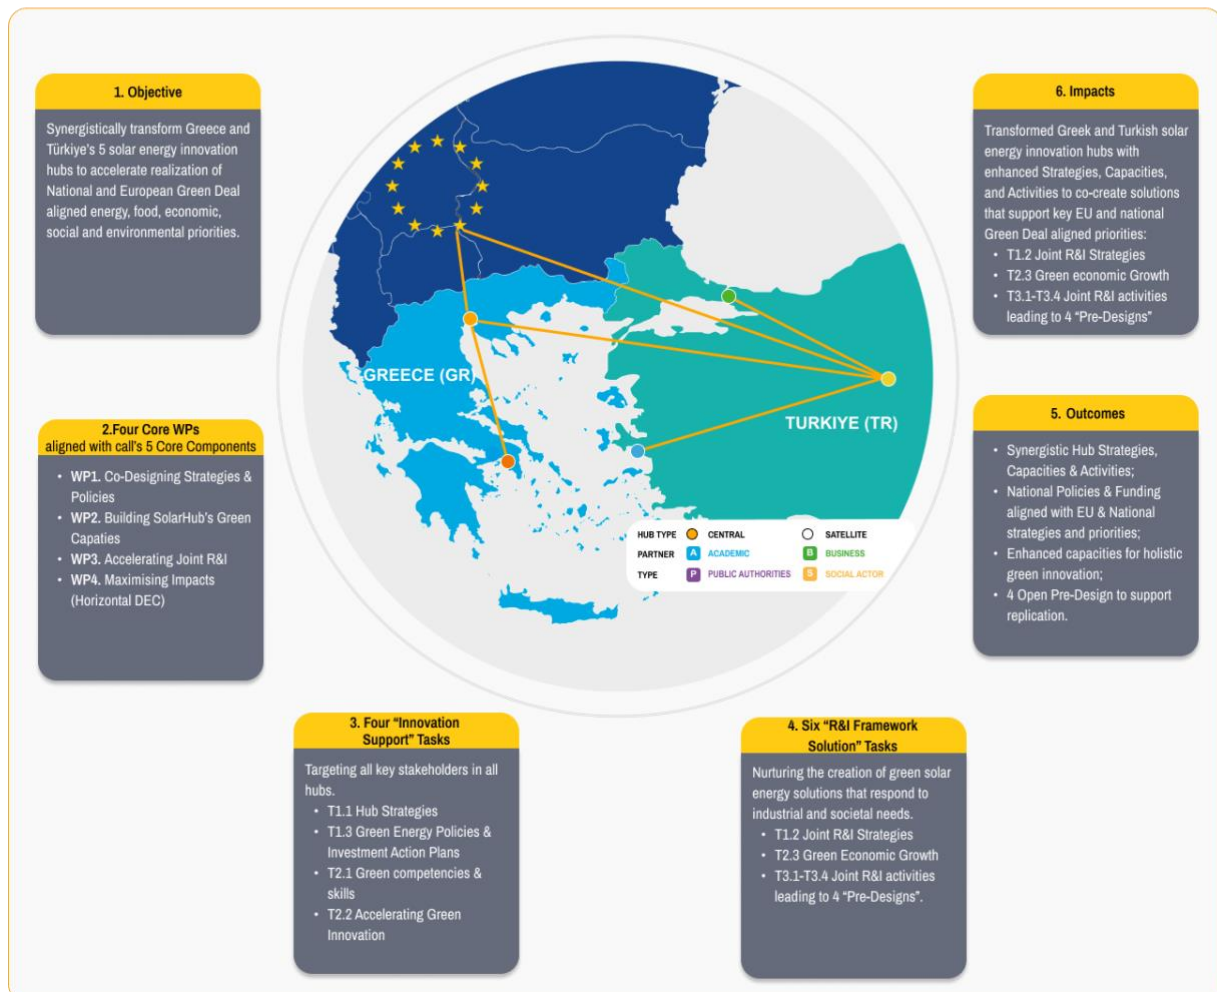 1. Objective
Synergistically transform Greece and
Türkiye's 5 solar energy innovation
hubs to accelerate realization of
National and European Green Deal
aligned energy, food, economic,
social and environmental priorities.
2.Four Core WPs
aligned with call's 5 Core Components
• WP1. Co-Designing Strategies &
Policies
• WP2. Building SolarHub's Green
Capaties
• WP3. Accelerating Joint R&I
• WP4. Maximising Impacts
(Horizontal DEC)
3. Four "Innovation
Support" Tasks
Targeting all key stakeholders in all
hubs.
• T1.1 Hub Strategies
• T1.3 Green Energy Policies &
Investment Action Plans
• T2.1 Green competencies &
skills
• T2.2 Accelerating Green
Innovation
4. Six "R&I Framework
Solution" Tasks
Nurturing the creation of green solar
energy solutions that respond to
industrial and societal needs.
• T1.2 Joint R&I Strategies
• T2.3 Green Economic Growth
• T3.1-T3.4 Joint R&I activities
leading to 4 "Pre-Designs".
5. Outcomes
• Synergistic Hub Strategies,
Capacities & Activities;
• National Policies & Funding
aligned with EU & National
strategies and priorities;
• Enhanced capacities for holistic
green innovation;
• 4 Open Pre-Design to support
replication.
6. Impacts
Transformed Greek and Turkish solar
energy innovation hubs with
enhanced Strategies, Capacities,
and Activities to co-create solutions
that support key EU and national
Green Deal aligned priorities:
• T1.2 Joint R&I Strategies
• T2.3 Green economic Growth
• T3.1-T3.4 Joint R&I activities
leading to 4 "Pre-Designs"
GREECE (GR)
TURKIYE (TR)
HUB TYPE CENTRAL SATELLITE
PARTNER A ACADEMIC B BUSINESS
TYPE P PUBLIC AUTHORITIES S SOCIAL ACTOR